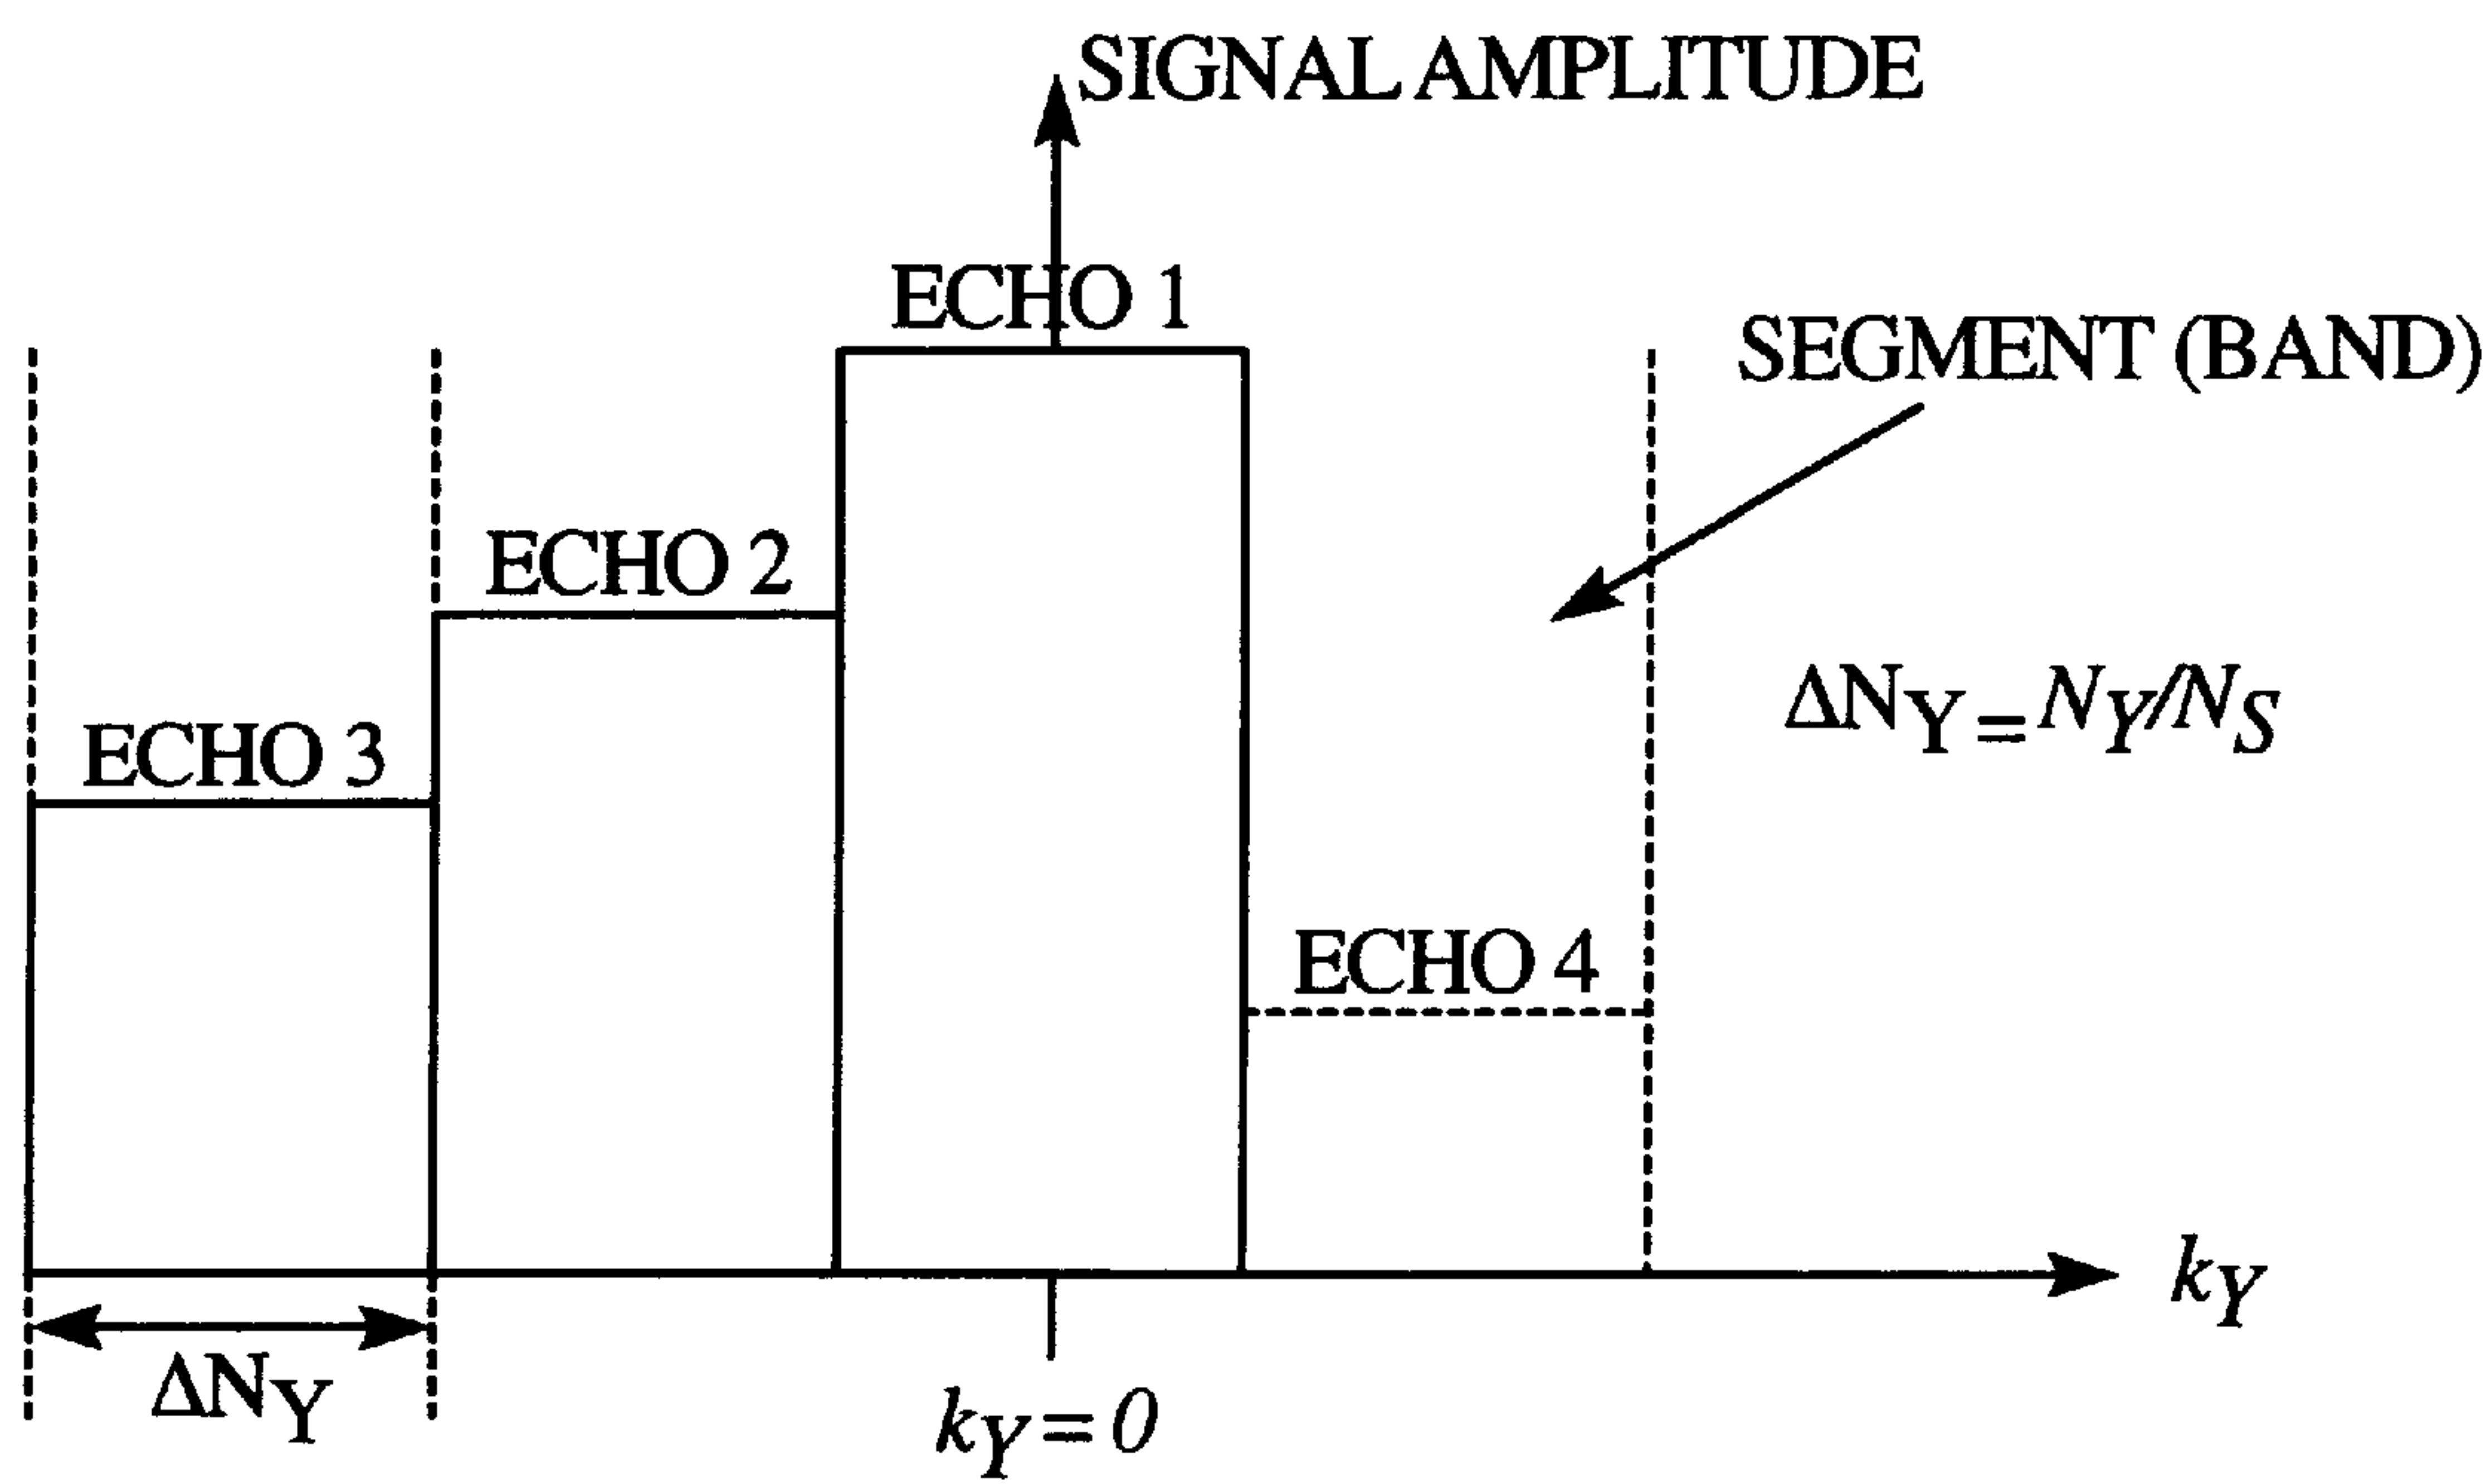 SIGNAL AMPLITUDE
ECHO 1
SEGMENT (BAND)
ECHO 2
ΔNY = NY/NS
ECHO 3
ECHO 4
kY
ΔNY
kY = 0